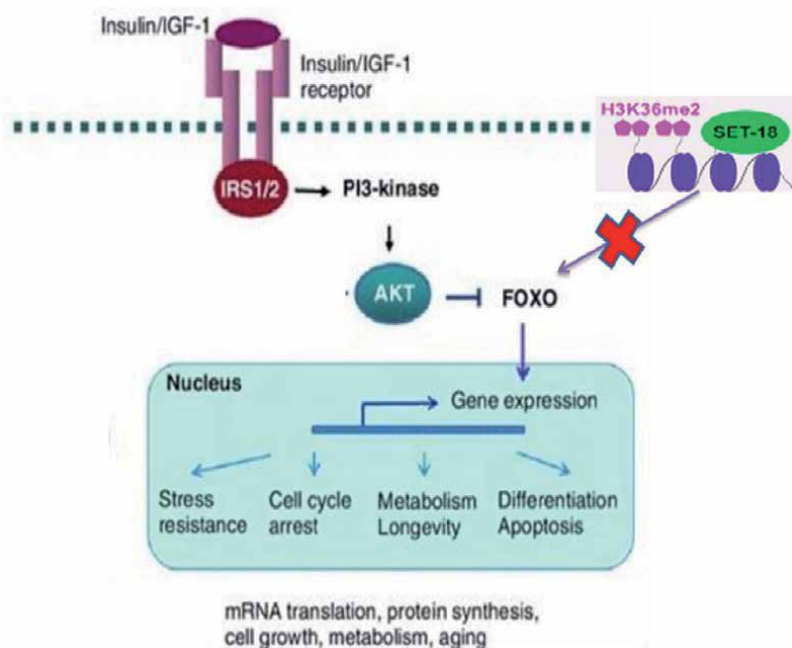 Insulin/IGF-1
Insulin/IGF-1
receptor
H3K36me2
SET-18
IRS1/2
PI3-kinase
AKT
FOXO
Nucleus
Gene expression
Stress
resistance
Cell cycle
arrest
Metabolism
Longevity
Differentiation
Apoptosis
mRNA translation, protein synthesis,
cell growth, metabolism, aging